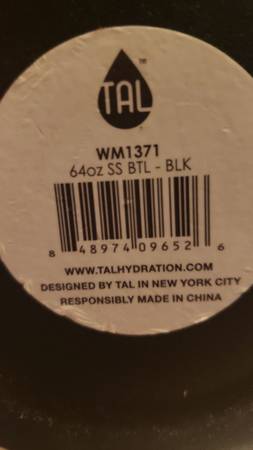 TAL™
WM1371
64oz SS BTL - BLK
8 48974 09652 6
WWW.TALHYDRATION.COM
DESIGNED BY TAL IN NEW YORK CITY
RESPONSIBLY MADE IN CHINA